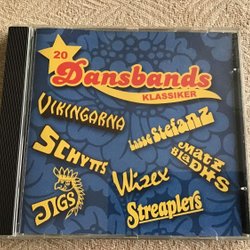 20
Dansbands
KLASSIKER
VIKINGARNA
Lasse Stefanz
SCHYTTS
Matz Bladhs
Wizex
JIGS
Streaplers